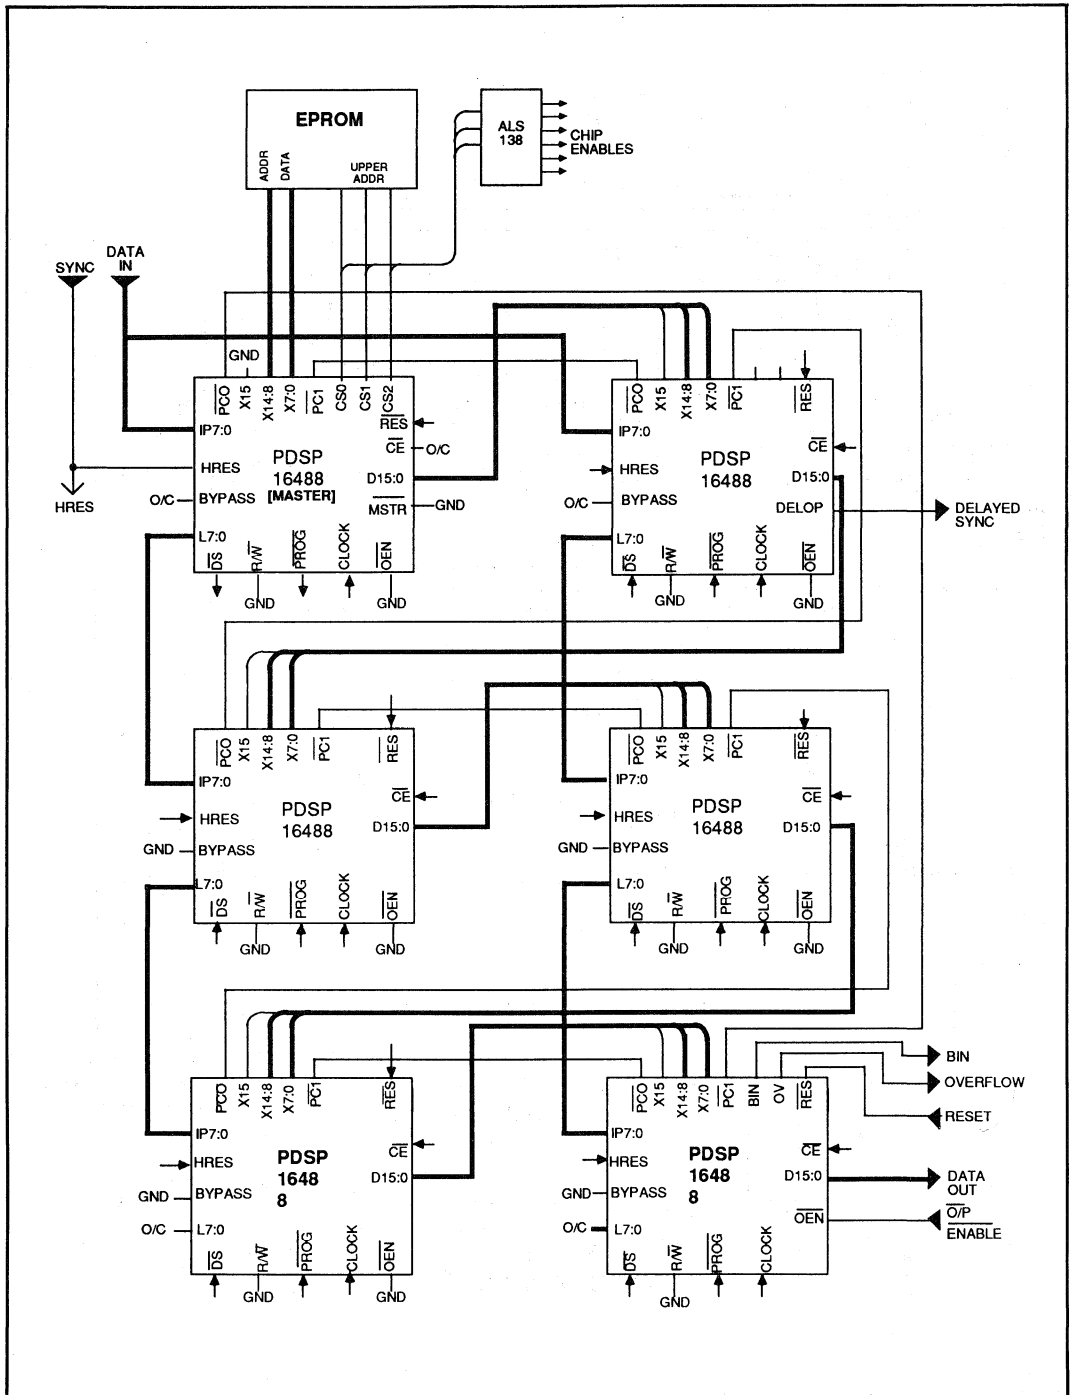 EPROM
ADDR
DATA
UPPER
ADDR
ALS
138
CHIP
ENABLES
SYNC
DATA
IN
GND
PCO
X15
X14:8
X7:0
PC1
CS0
CS1
CS2
RES
IP7:0
CE
O/C
PDSP
16488
[MASTER]
HRES
D15:0
HRES
O/C
BYPASS
MSTR
GND
L7:0
DS
R/W
PROG
CLOCK
OEN
GND
GND
PCO
X15
X14:8
X7:0
PC1
RES
IP7:0
CE
PDSP
16488
HRES
D15:0
O/C
BYPASS
DELOP
DELAYED
SYNC
L7:0
DS
R/W
PROG
CLOCK
OEN
GND
GND
PCO
X15
X14:8
X7:0
PC1
RES
IP7:0
CE
PDSP
16488
HRES
D15:0
GND
BYPASS
L7:0
DS
R/W
PROG
CLOCK
OEN
GND
GND
PCO
X15
X14:8
X7:0
PC1
RES
IP7:0
CE
PDSP
16488
HRES
D15:0
GND
BYPASS
L7:0
DS
R/W
PROG
CLOCK
OEN
GND
GND
PCO
X15
X14:8
X7:0
PC1
RES
IP7:0
CE
PDSP
1648
8
HRES
D15:0
GND
BYPASS
O/C
L7:0
DS
R/W
PROG
CLOCK
OEN
GND
GND
PCO
X15
X14:8
X7:0
PC1
BIN
OV
RES
BIN
OVERFLOW
RESET
IP7:0
CE
PDSP
1648
8
HRES
D15:0
DATA
OUT
GND
BYPASS
O/C
L7:0
OEN
O/P
ENABLE
DS
R/W
PROG
CLOCK
GND